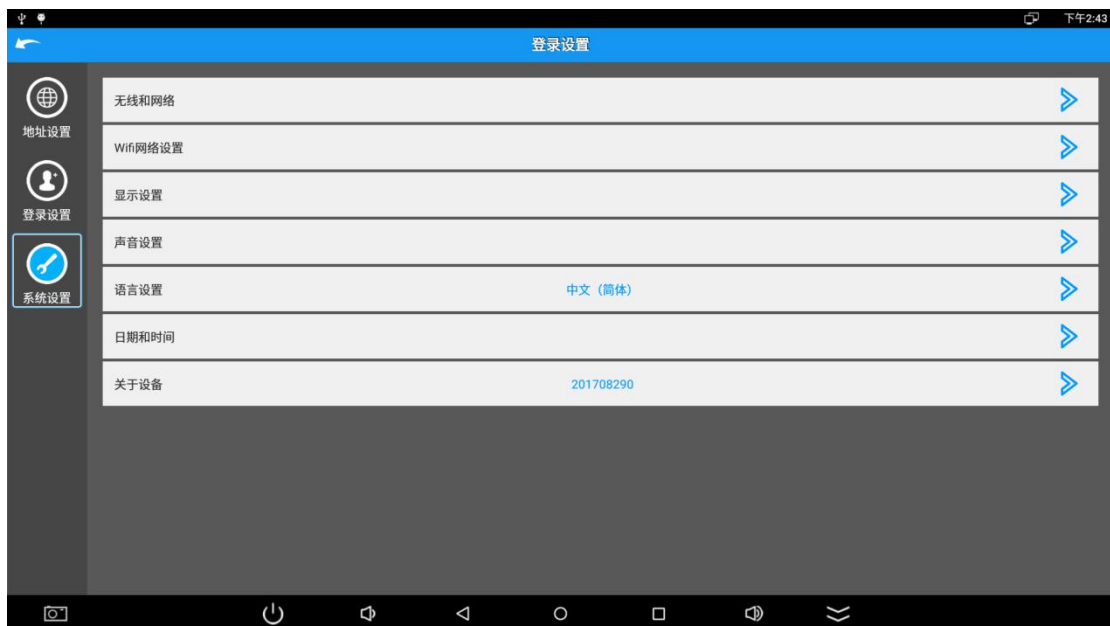 下午2:43
登录设置
地址设置
登录设置
系统设置
无线和网络
Wifi网络设置
显示设置
声音设置
语言设置 中文（简体）
日期和时间
关于设备 201708290